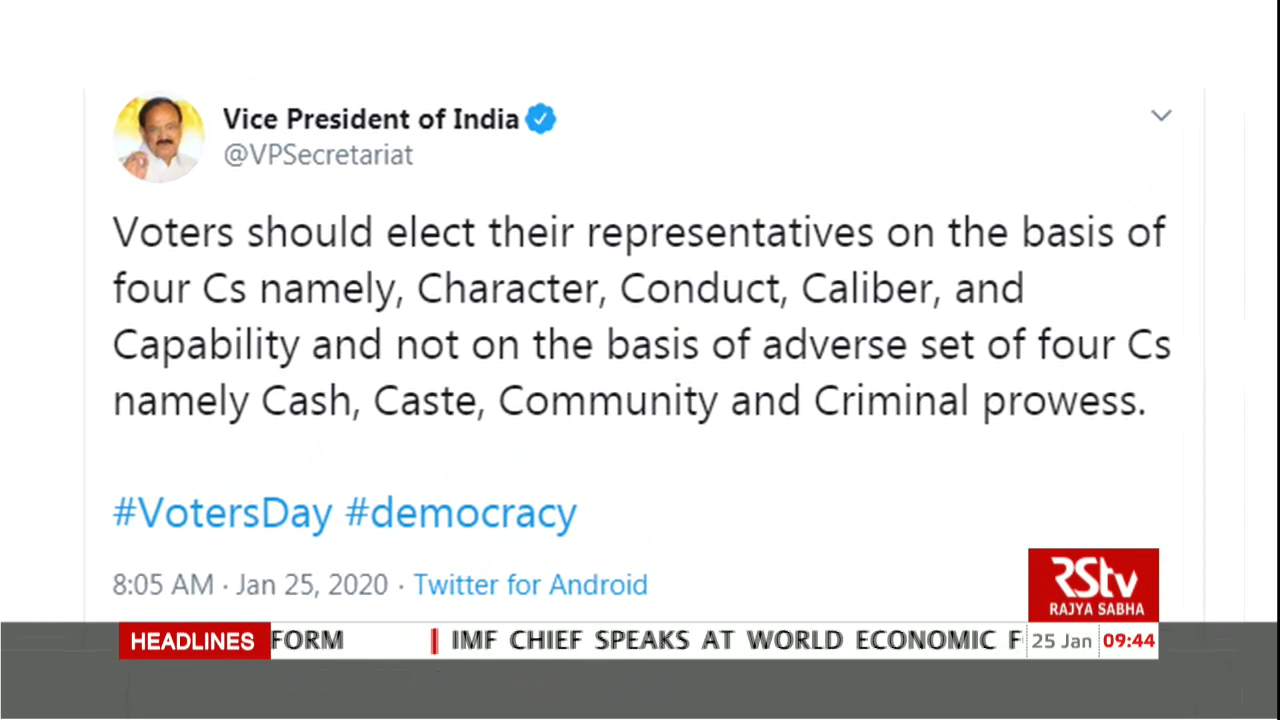 Vice President of India
@VPSecretariat
Voters should elect their representatives on the basis of
four Cs namely, Character, Conduct, Caliber, and
Capability and not on the basis of adverse set of four Cs
namely Cash, Caste, Community and Criminal prowess.
#VotersDay #democracy
8:05 AM · Jan 25, 2020 · Twitter for Android
RStv
RAJYA SABHA
HEADLINES FORM | IMF CHIEF SPEAKS AT WORLD ECONOMIC F 25 Jan 09:44